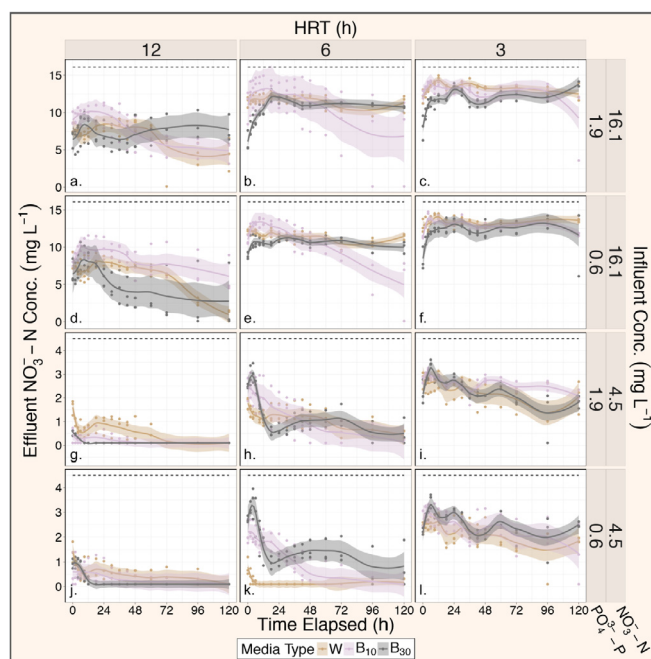 HRT (h)
12 6 3
15
10
5
0
a. b. c.
16.1
1.9
15
10
5
0
d. e. f.
16.1
0.6
4
3
2
1
0
g. h. i.
4.5
1.9
4
3
2
1
0
j. k. l.
4.5
0.6
Effluent NO₃⁻ – N Conc. (mg L⁻¹)
Influent Conc. (mg L⁻¹)
0 24 48 72 96 120 0 24 48 72 96 120 0 24 48 72 96 120
Time Elapsed (h)
NO₃⁻ – N
PO₄³⁻ – P
Media Type W B₁₀ B₃₀